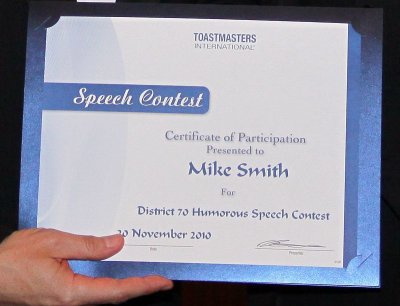 TOASTMASTERS
INTERNATIONAL
Speech Contest
Certificate of Participation
Presented to
Mike Smith
For
District 70 Humorous Speech Contest
20 November 2010
Date
Presenter